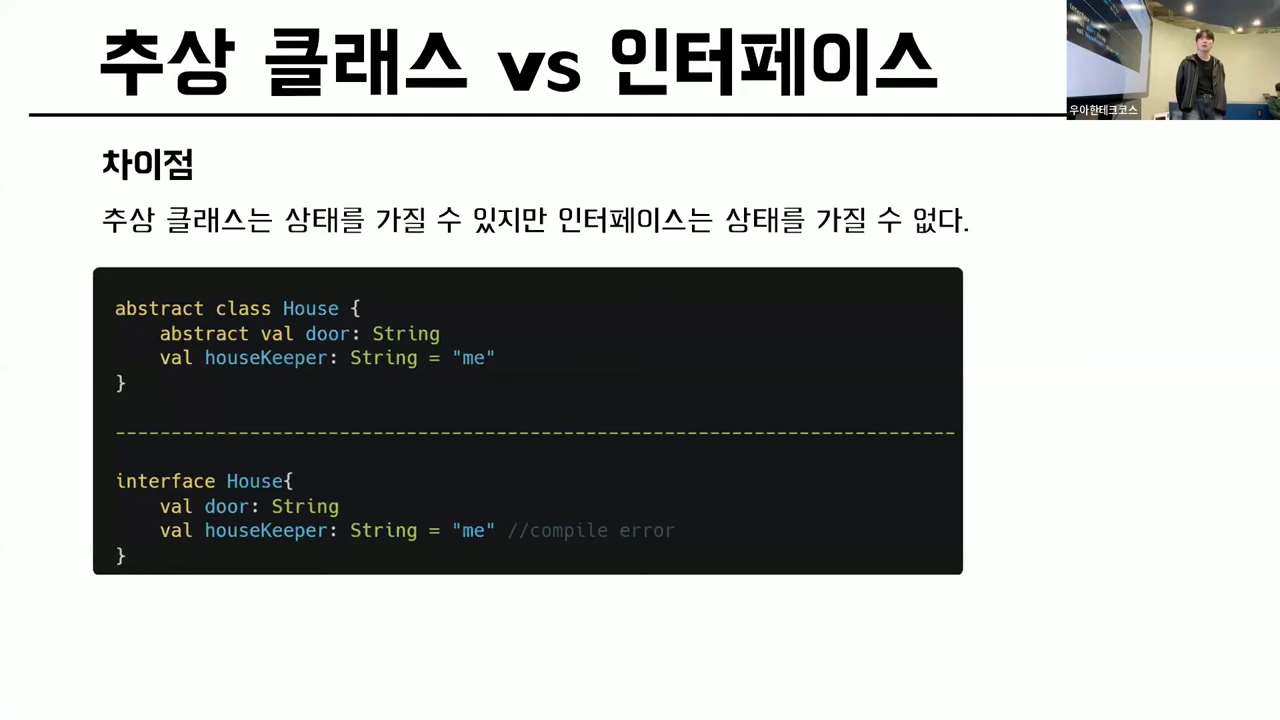 추상 클래스 vs 인터페이스
우아한테크코스
차이점
추상 클래스는 상태를 가질 수 있지만 인터페이스는 상태를 가질 수 없다.
abstract class House {
    abstract val door: String
    val houseKeeper: String = "me"
}
---------------------------------------------------------------------------
interface House{
    val door: String
    val houseKeeper: String = "me" //compile error
}